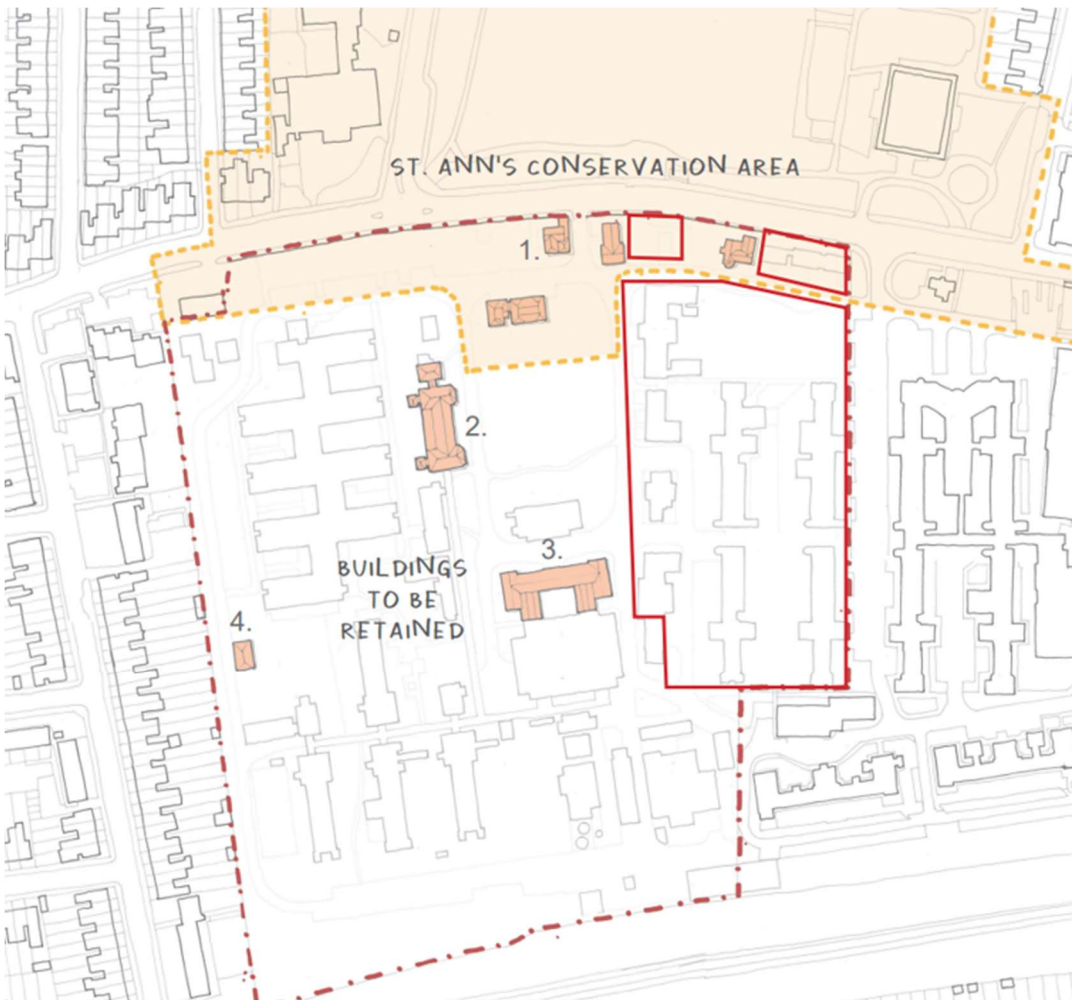 ST. ANN'S CONSERVATION AREA
1.
2.
3.
BUILDINGS
TO BE
RETAINED
4.